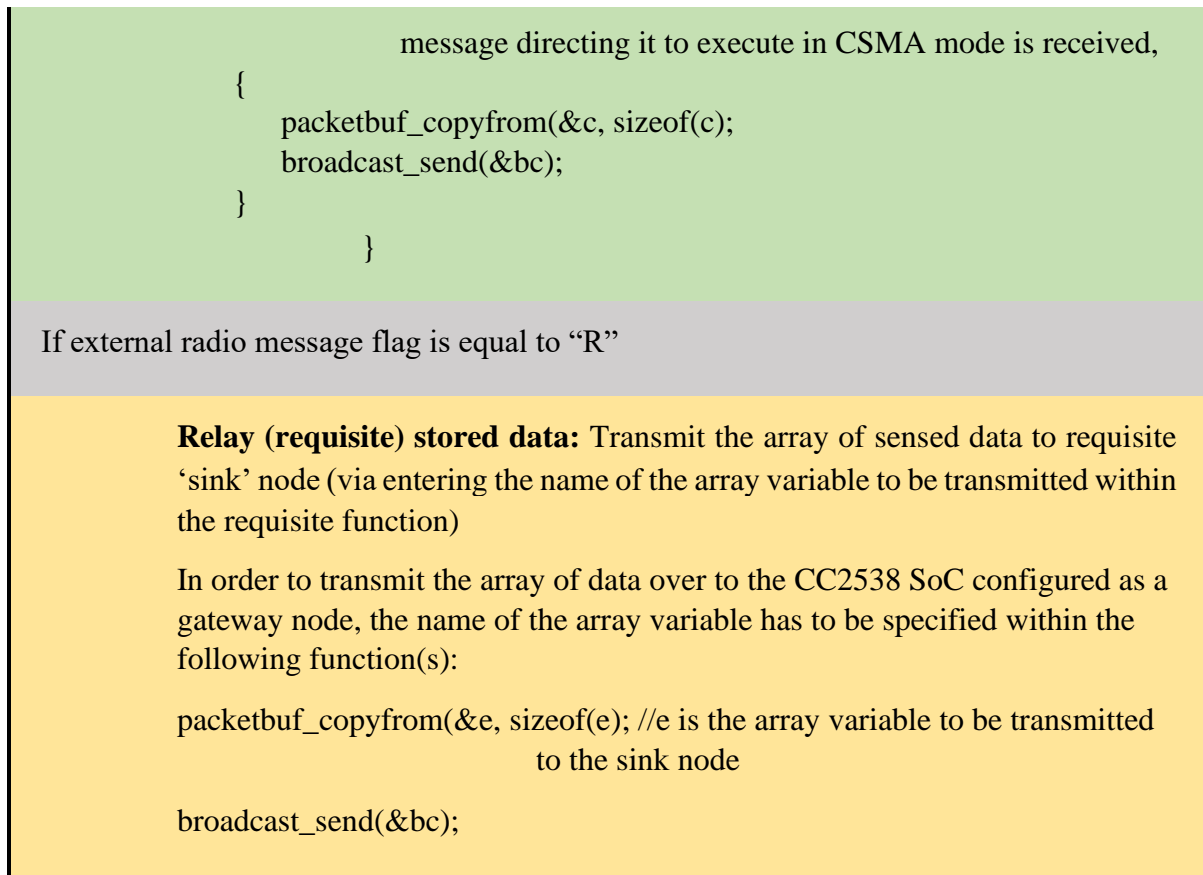 message directing it to execute in CSMA mode is received,
{
packetbuf_copyfrom(&c, sizeof(c);
broadcast_send(&bc);
}
}
If external radio message flag is equal to “R”
Relay (requisite) stored data: Transmit the array of sensed data to requisite
‘sink’ node (via entering the name of the array variable to be transmitted within
the requisite function)
In order to transmit the array of data over to the CC2538 SoC configured as a
gateway node, the name of the array variable has to be specified within the
following function(s):
packetbuf_copyfrom(&e, sizeof(e); //e is the array variable to be transmitted
to the sink node
broadcast_send(&bc);